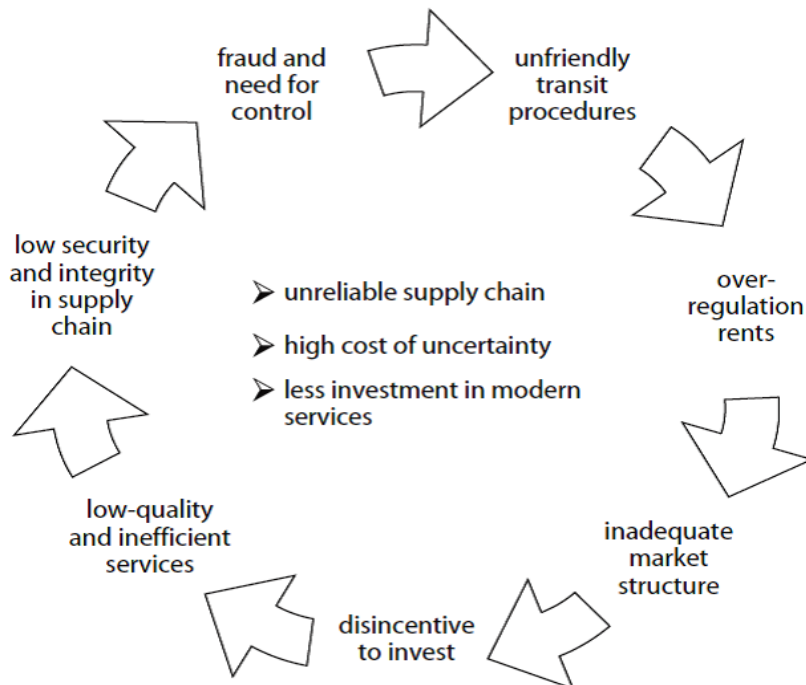 fraud and
need for
control
unfriendly
transit
procedures
over-
regulation
rents
inadequate
market
structure
disincentive
to invest
low-quality
and inefficient
services
low security
and integrity
in supply
chain
unreliable supply chain
high cost of uncertainty
less investment in modern
services